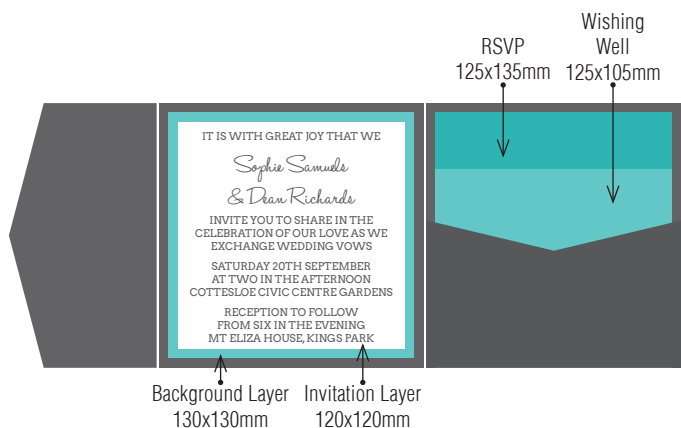 Wishing
Well
125x105mm
RSVP
125x135mm
IT IS WITH GREAT JOY THAT WE
Sophie Samuels
& Dean Richards
INVITE YOU TO SHARE IN THE
CELEBRATION OF OUR LOVE AS WE
EXCHANGE WEDDING VOWS
SATURDAY 20TH SEPTEMBER
AT TWO IN THE AFTERNOON
COTTESLOE CIVIC CENTRE GARDENS
RECEPTION TO FOLLOW
FROM SIX IN THE EVENING
MT ELIZA HOUSE, KINGS PARK
Background Layer
130x130mm
Invitation Layer
120x120mm